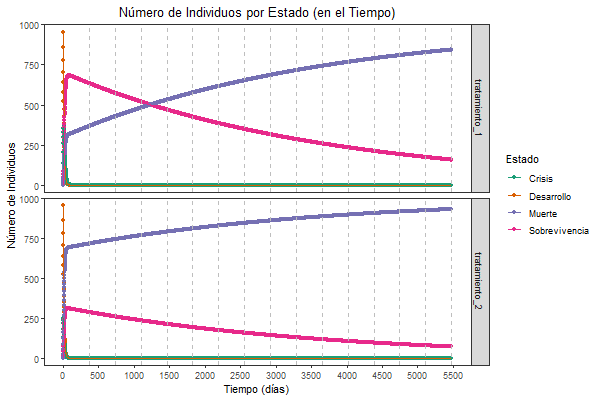 Número de Individuos por Estado (en el Tiempo)
Número de Individuos
1000
750
500
250
0
tratamiento_1
1000
750
500
250
0
tratamiento_2
0 500 1000 1500 2000 2500 3000 3500 4000 4500 5000 5500
Tiempo (días)
Estado
Crisis
Desarrollo
Muerte
Sobrevivencia